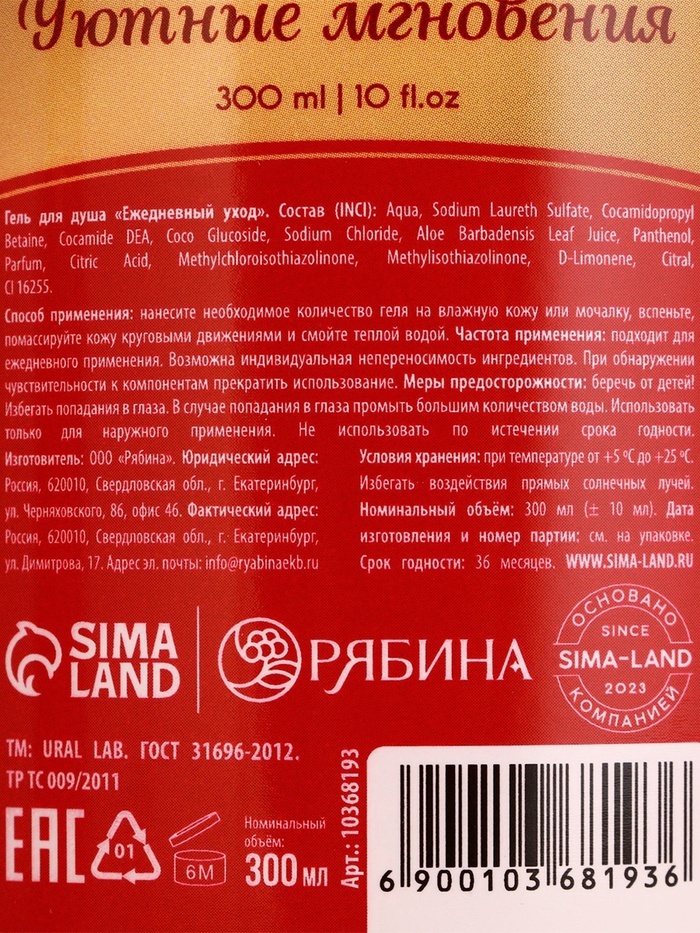 Уютные мгновения
300 ml | 10 fl.oz
Гель для душа «Ежедневный уход». Состав (INCI): Aqua, Sodium Laureth Sulfate, Cocamidopropyl
Betaine, Cocamide DEA, Coco Glucoside, Sodium Chloride, Aloe Barbadensis Leaf Juice, Panthenol,
Parfum, Citric Acid, Methylchloroisothiazolinone, Methylisothiazolinone, D-Limonene, Citral,
CI 16255.
Способ применения: нанесите необходимое количество геля на влажную кожу или мочалку, вспеньте,
помассируйте кожу круговыми движениями и смойте теплой водой. Частота применения: подходит для
ежедневного применения. Возможна индивидуальная непереносимость ингредиентов. При обнаружении
чувствительности к компонентам прекратить использование. Меры предосторожности: беречь от детей!
Избегать попадания в глаза. В случае попадания в глаза промыть большим количеством воды. Использовать
только для наружного применения. Не использовать по истечении срока годности.
Изготовитель: ООО «Рябина». Юридический адрес:
Россия, 620010, Свердловская обл., г. Екатеринбург,
ул. Черняховского, 86, офис 46. Фактический адрес:
Россия, 620010, Свердловская обл., г. Екатеринбург,
ул. Димитрова, 17. Адрес эл. почты: info@ryabinaekb.ru
Условия хранения: при температуре от +5 °С до +25 °С.
Избегать воздействия прямых солнечных лучей.
Номинальный объём: 300 мл (± 10 мл). Дата
изготовления и номер партии: см. на упаковке.
Срок годности: 36 месяцев. WWW.SIMA-LAND.RU
SIMA
LAND
РЯБИНА
ОСНОВАНО
SINCE
SIMA-LAND
2023
КОМПАНИЕЙ
TM: URAL LAB. ГОСТ 31696-2012.
ТР ТС 009/2011
EAC
01
6M
Номинальный
объём:
300 мл
Арт.: 10368193
6 900103 681936